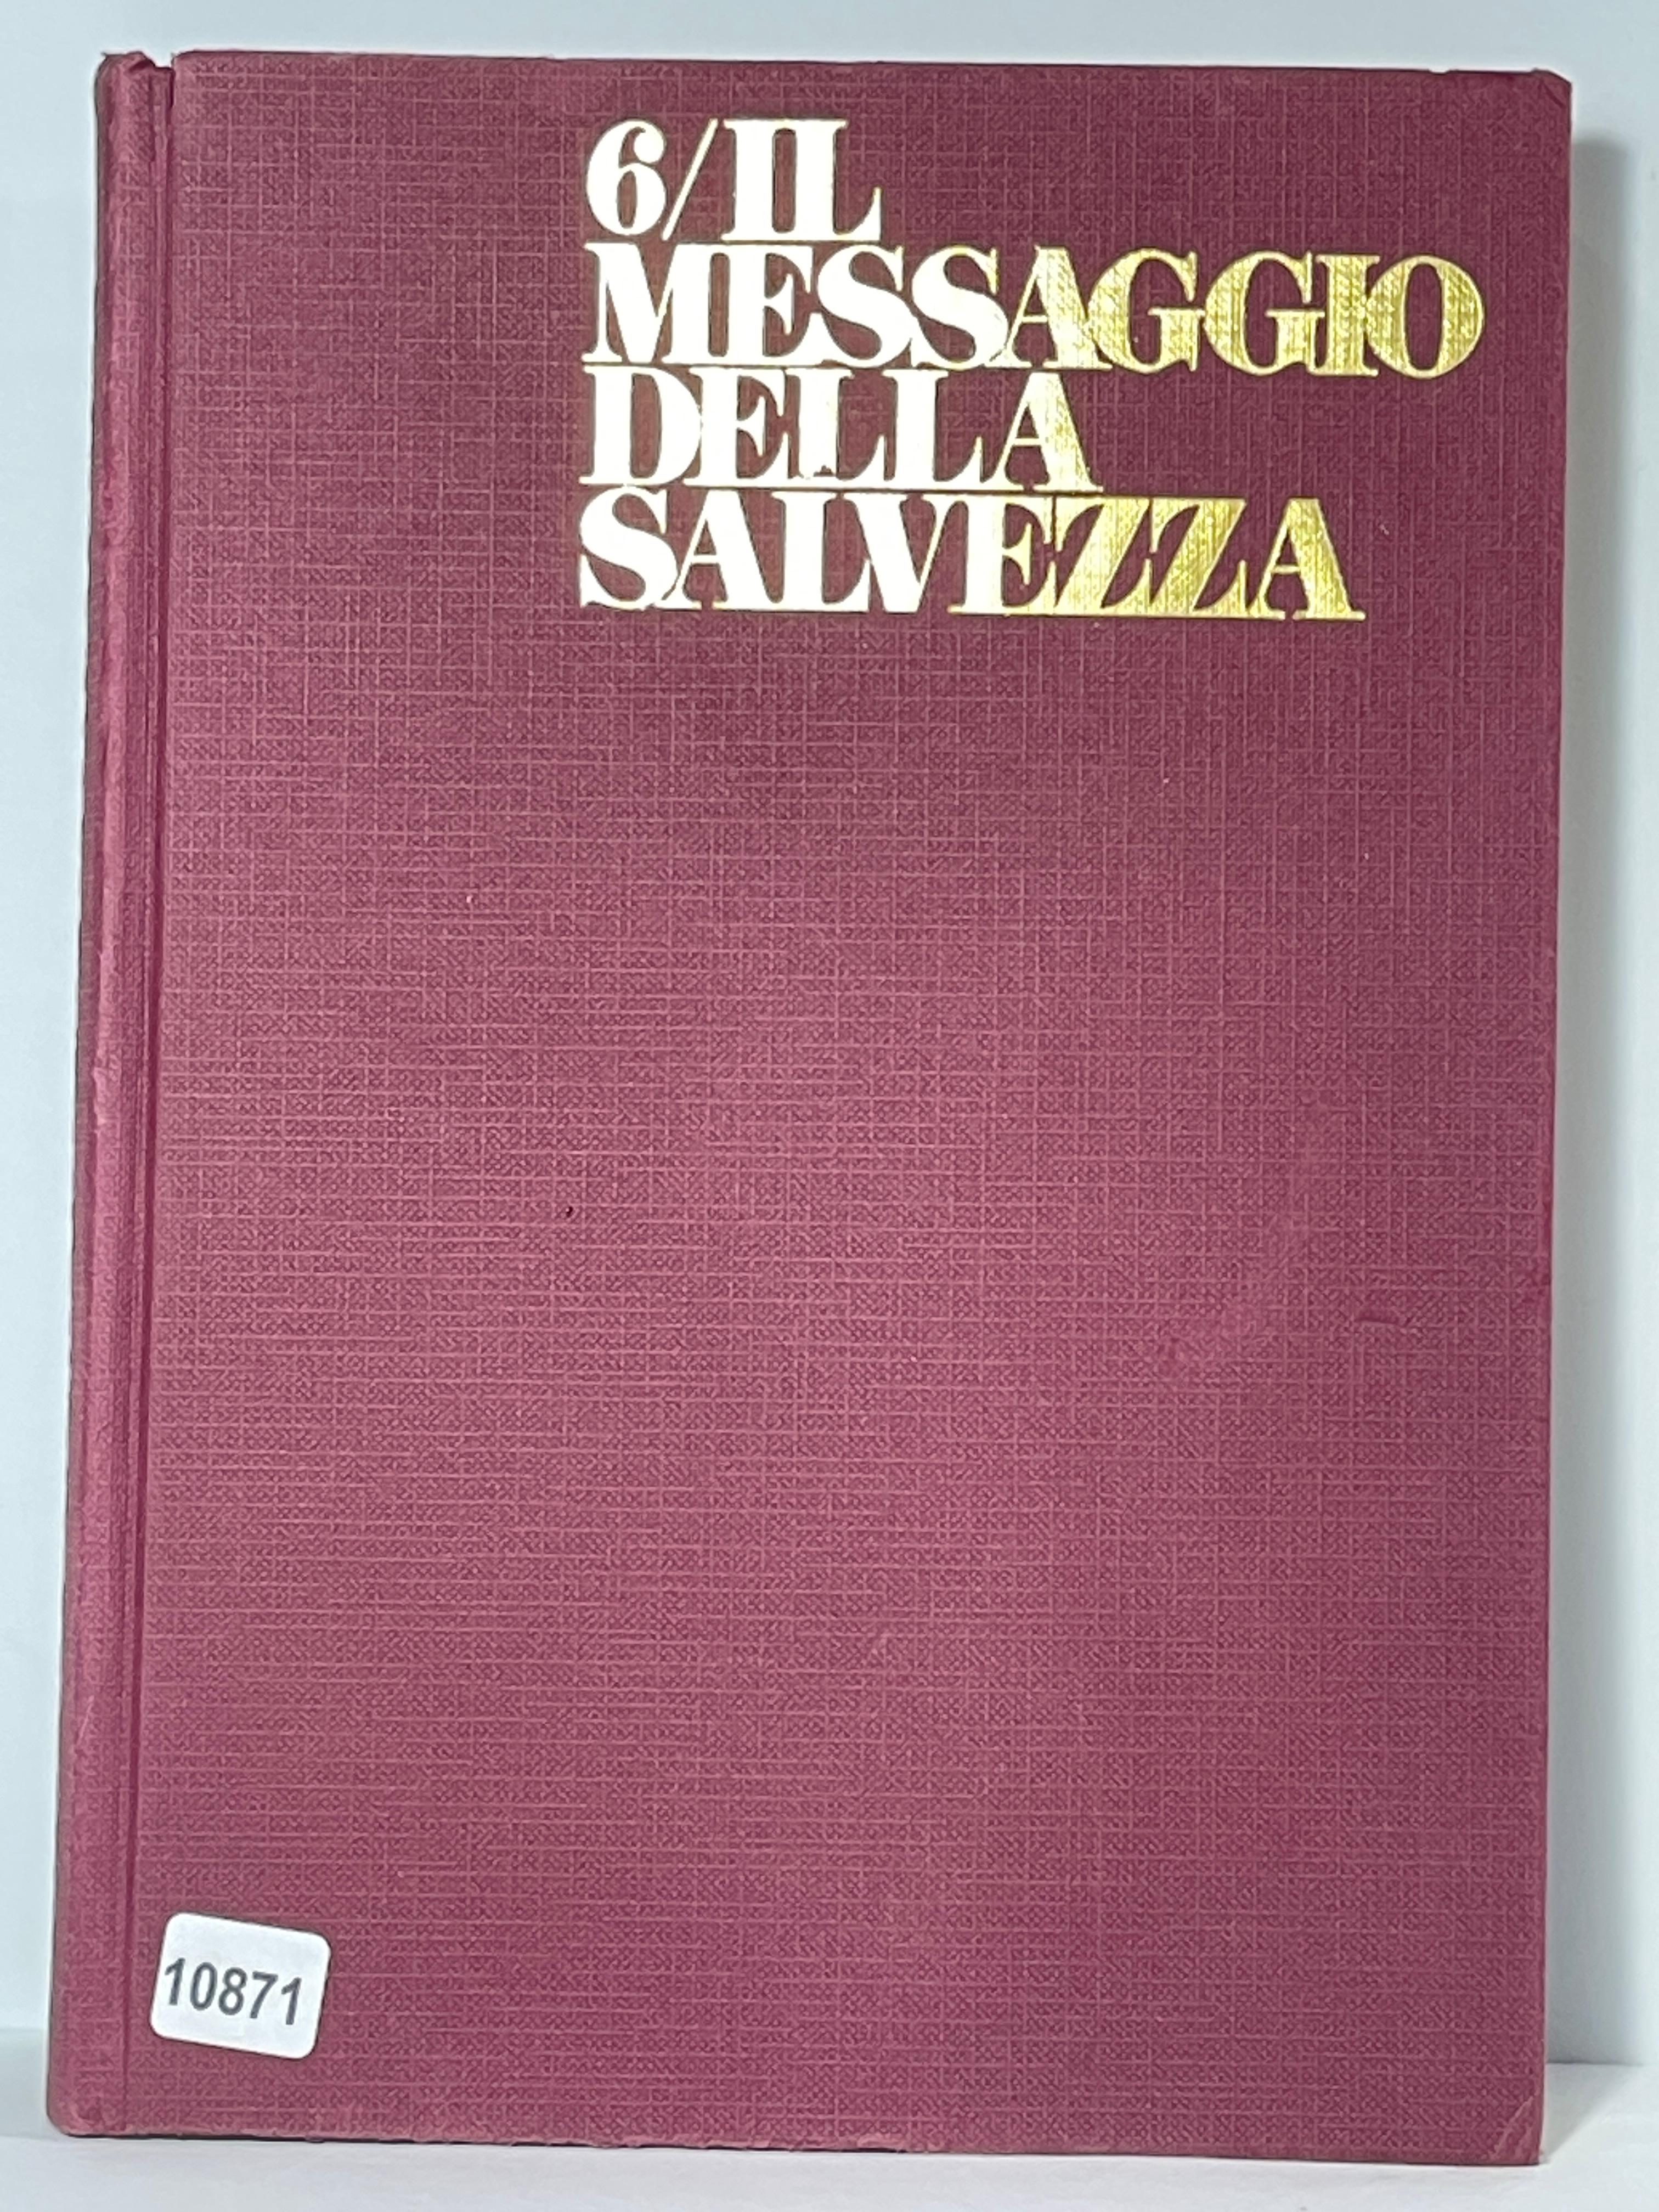 6/IL
MESSAGGIO
DELLA
SALVEZZA
10871